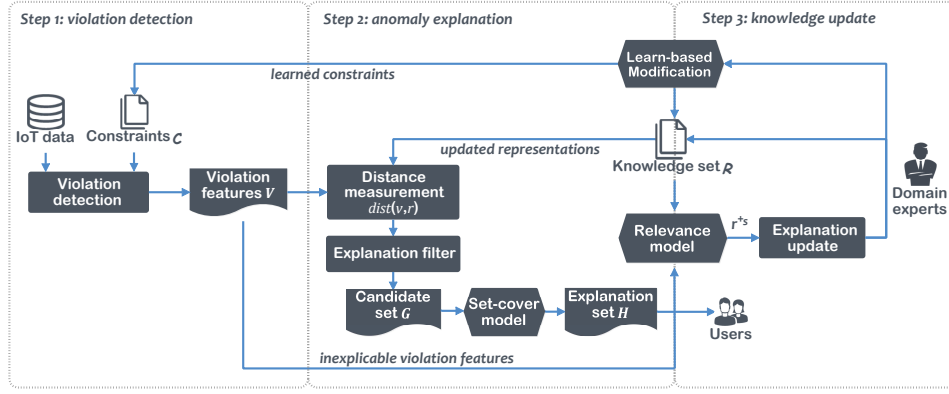 Step 1: violation detection
Step 2: anomaly explanation
Step 3: knowledge update
Learn-based
Modification
learned constraints
IoT data
Constraints C
updated representations
Knowledge set R
Violation
detection
Violation
features V
Distance
measurement
dist(v,r)
Domain
experts
Relevance
model
r+s
Explanation
update
Explanation filter
Candidate
set G
Set-cover
model
Explanation
set H
Users
inexplicable violation features